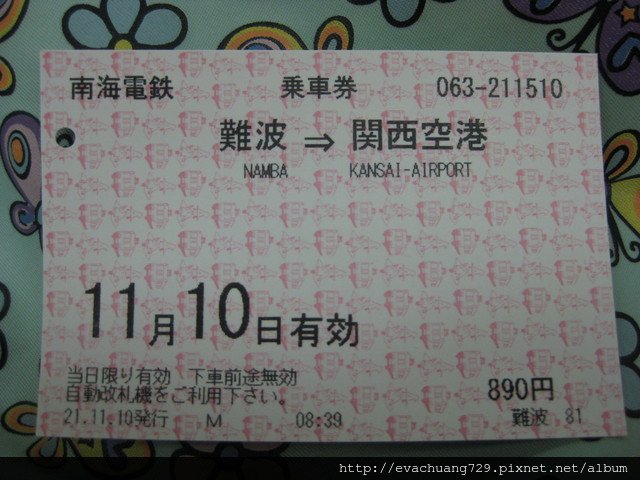 南海電鉄 乗車券 063-211510
難波 ⇒ 関西空港
NAMBA KANSAI-AIRPORT
11月10日有効
当日限り有効 下車前途無効
自動改札機をご利用下さい。 890円
21.11.10発行 M 08:39 難波 81
http://evachuang729.pixnet.net/album